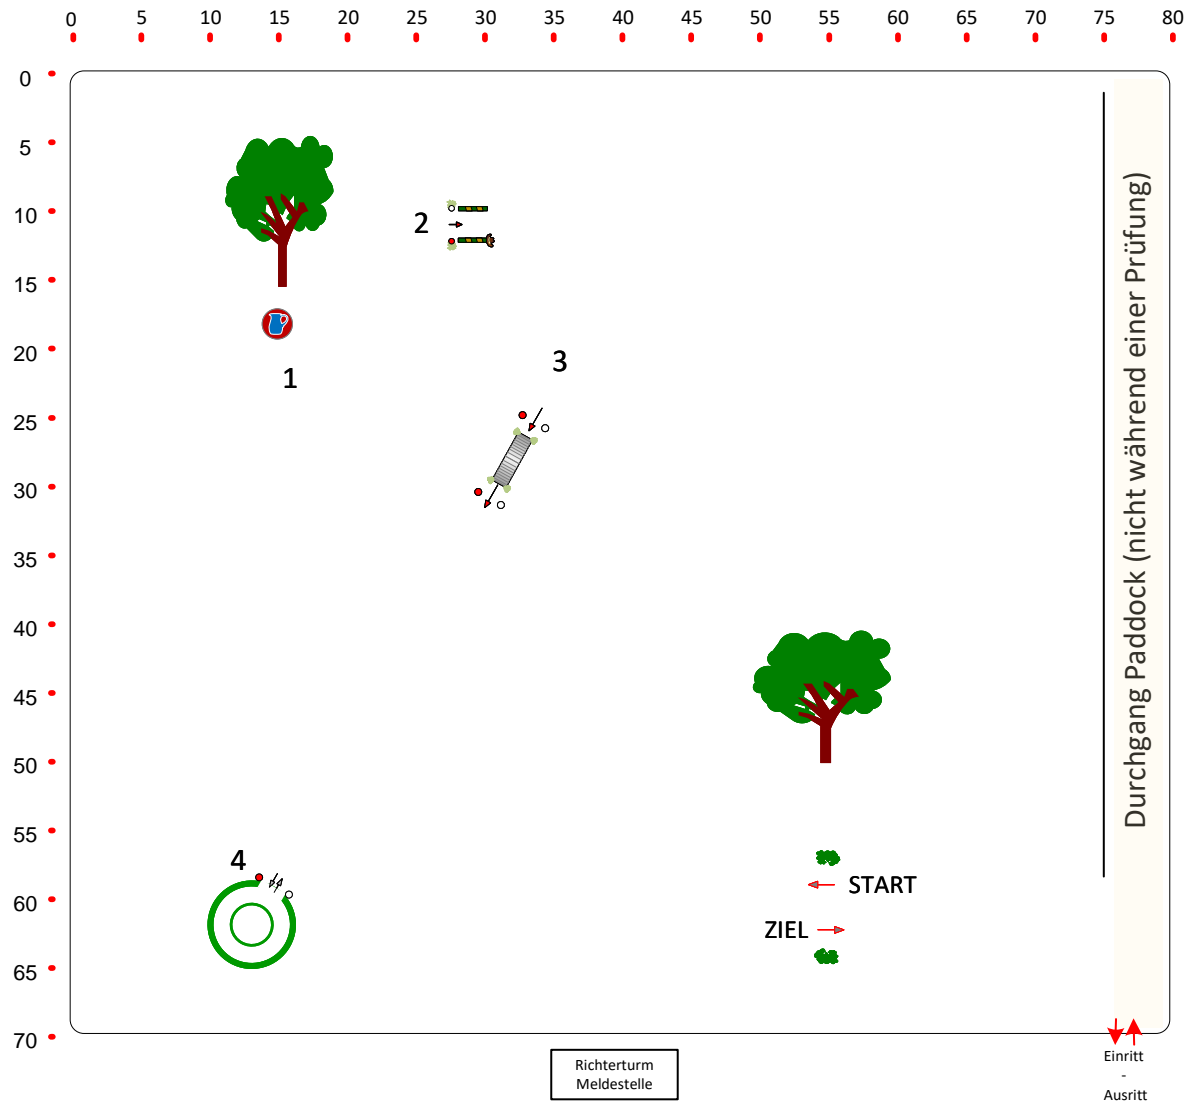 0 5 10 15 20 25 30 35 40 45 50 55 60 65 70 75 80
0
5
10
15
20
25
30
35
40
45
50
55
60
65
70
2
3
1
4
START
ZIEL
Durchgang Paddock (nicht während einer Prüfung)
Richterturm
Meldestelle
Einritt
-
Ausritt